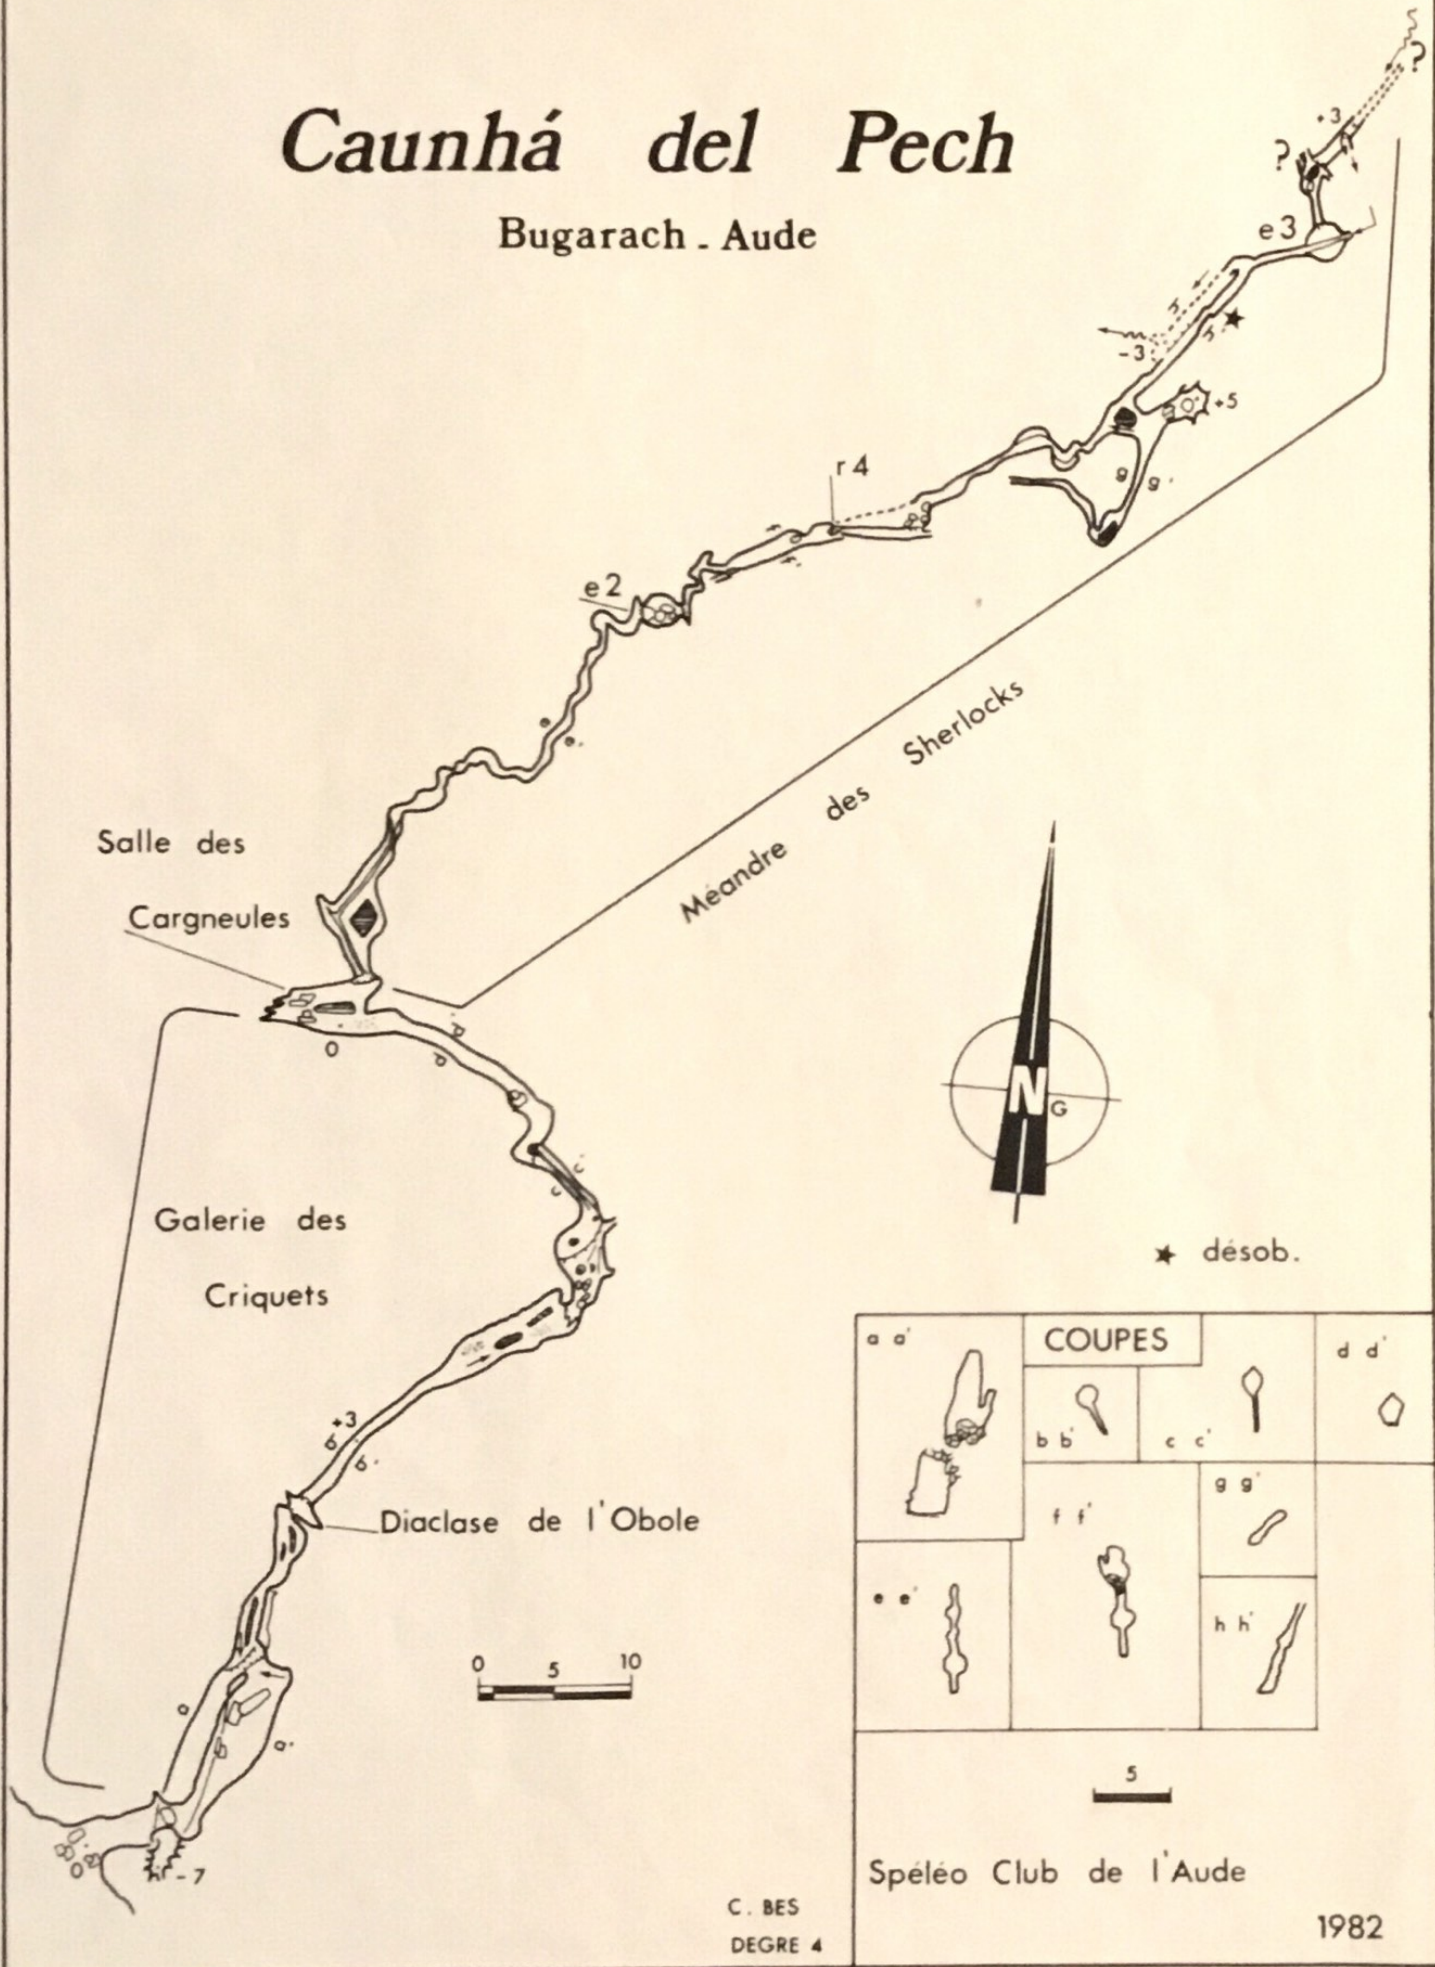 Caunhá del Pech
Bugarach - Aude
?
+3
?
e3
h
-3
h'
+5
g g'
r4
f
f'
e2
e
e'
Méandre des Sherlocks
Salle des
Cargneules
0
d'
d
c'
c
Galerie des
Criquets
N
G
★ désob.
+3
b
b'
Diaclase de l'Obole
0 5 10
a
a'
0
-7
COUPES
a a'
b b'
c c'
d d'
e e'
f f'
g g'
h h'
5
Spéléo Club de l'Aude
1982
C. BES
DEGRE 4